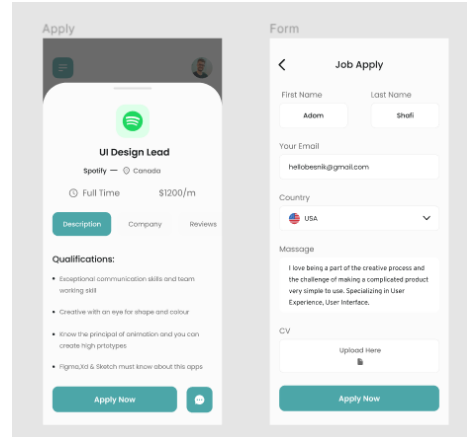 Apply
UI Design Lead
Spotify — Canada
Full Time $1200/m
Description Company Reviews
Qualifications:
Exceptional communication skills and team
working skill
Creative with an eye for shape and colour
Know the principal of animation and you can
create high prtotypes
Figma,Xd & Sketch must know about this apps
Apply Now
Form
Job Apply
First Name Last Name
Adom Shafi
Your Email
hellobesnik@gmail.com
Country
USA
Massage
I love being a part of the creative process and
the challenge of making a complicated product
very simple to use. Specializing in User
Experience, User Interface.
CV
Upload Here
Apply Now